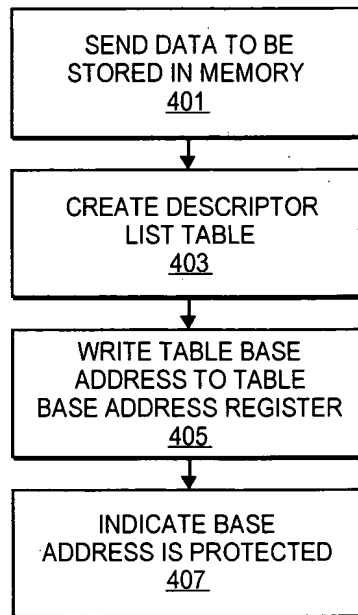 SEND DATA TO BE
STORED IN MEMORY
401
CREATE DESCRIPTOR
LIST TABLE
403
WRITE TABLE BASE
ADDRESS TO TABLE
BASE ADDRESS REGISTER
405
INDICATE BASE
ADDRESS IS PROTECTED
407